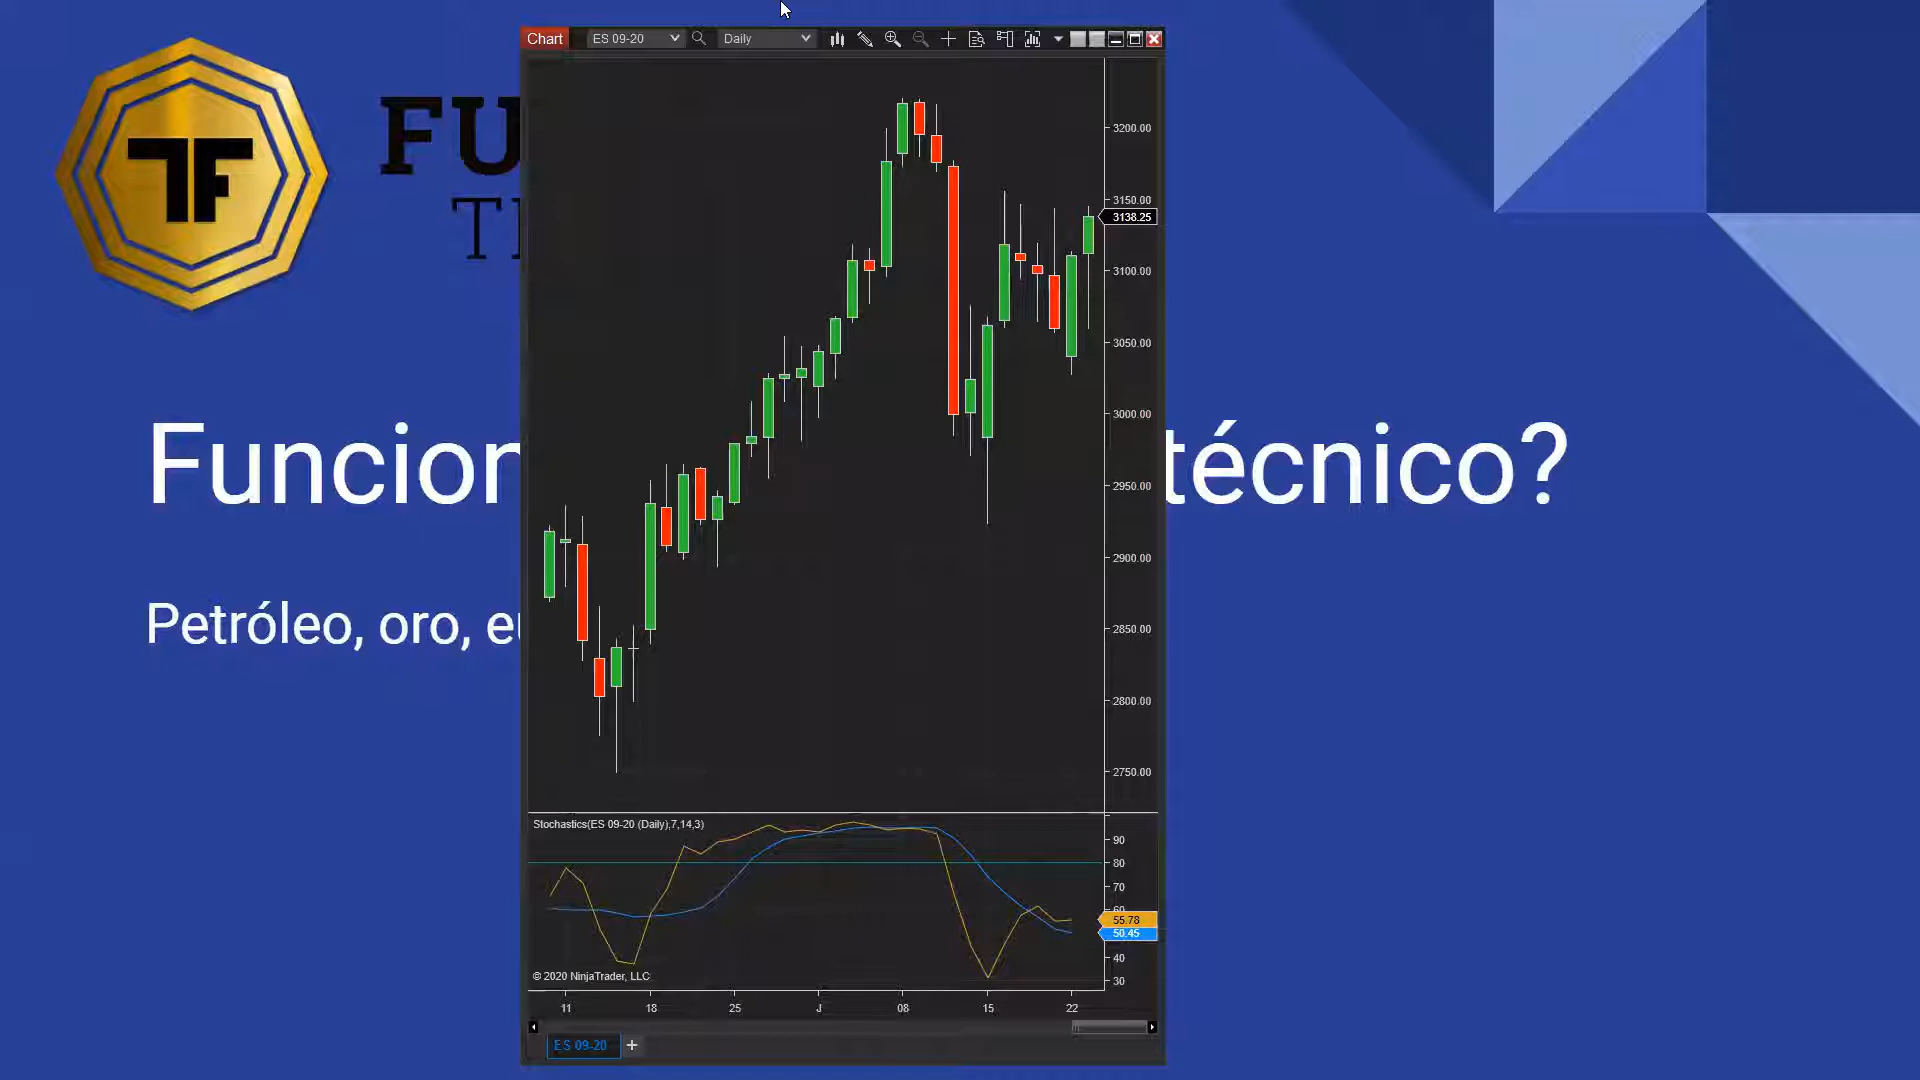 Chart ES 09-20 Daily
TF
FU
T
3200.00
3150.00
3138.25
3100.00
3050.00
3000.00
2950.00
2900.00
2850.00
2800.00
2750.00
Funcion técnico?
Petróleo, oro, eu
Stochastics(ES 09-20 (Daily),7,14,3)
90
80
70
60
55.78
50.45
40
30
© 2020 NinjaTrader, LLC
11 18 25 J 08 15 22
ES 09-20 +